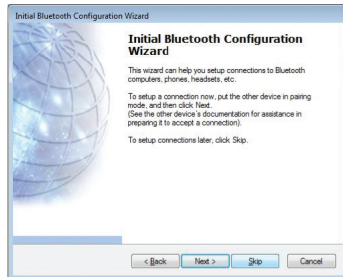 Initial Bluetooth Configuration Wizard
Initial Bluetooth Configuration
Wizard
This wizard can help you setup connections to Bluetooth
computers, phones, headsets, etc.
To setup a connection now, put the other device in pairing
mode, and then click Next.
(See the other device's documentation for assistance in
preparing it to accept a connection).
To setup connections later, click Skip.
< Back Next > Skip Cancel